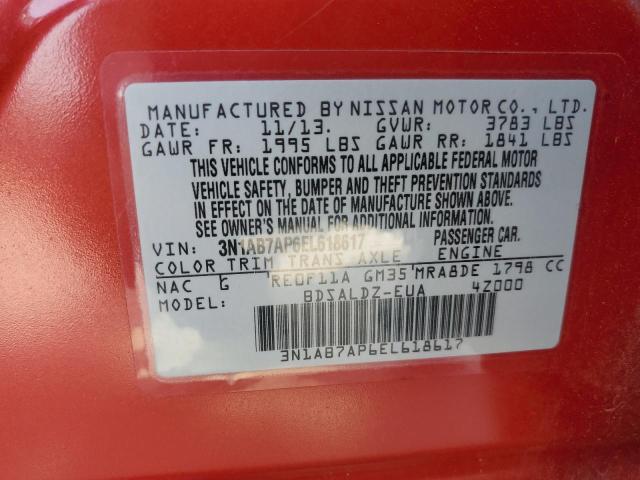 MANUFACTURED BY NISSAN MOTOR CO., LTD.
DATE: 11/13. GVWR: 3783 LBS
GAWR FR: 1995 LBS GAWR RR: 1841 LBS
THIS VEHICLE CONFORMS TO ALL APPLICABLE FEDERAL MOTOR
VEHICLE SAFETY, BUMPER AND THEFT PREVENTION STANDARDS
IN EFFECT ON THE DATE OF MANUFACTURE SHOWN ABOVE.
SEE OWNER'S MANUAL FOR ADDITIONAL INFORMATION.
VIN: 3N1AB7AP6EL618617 PASSENGER CAR.
COLOR TRIM TRANS AXLE ENGINE
NAC G RE0F11A GM35 MRA8DE 1798 CC
MODEL: BDSALDZ-EUA 4Z000
3N1AB7AP6EL618617